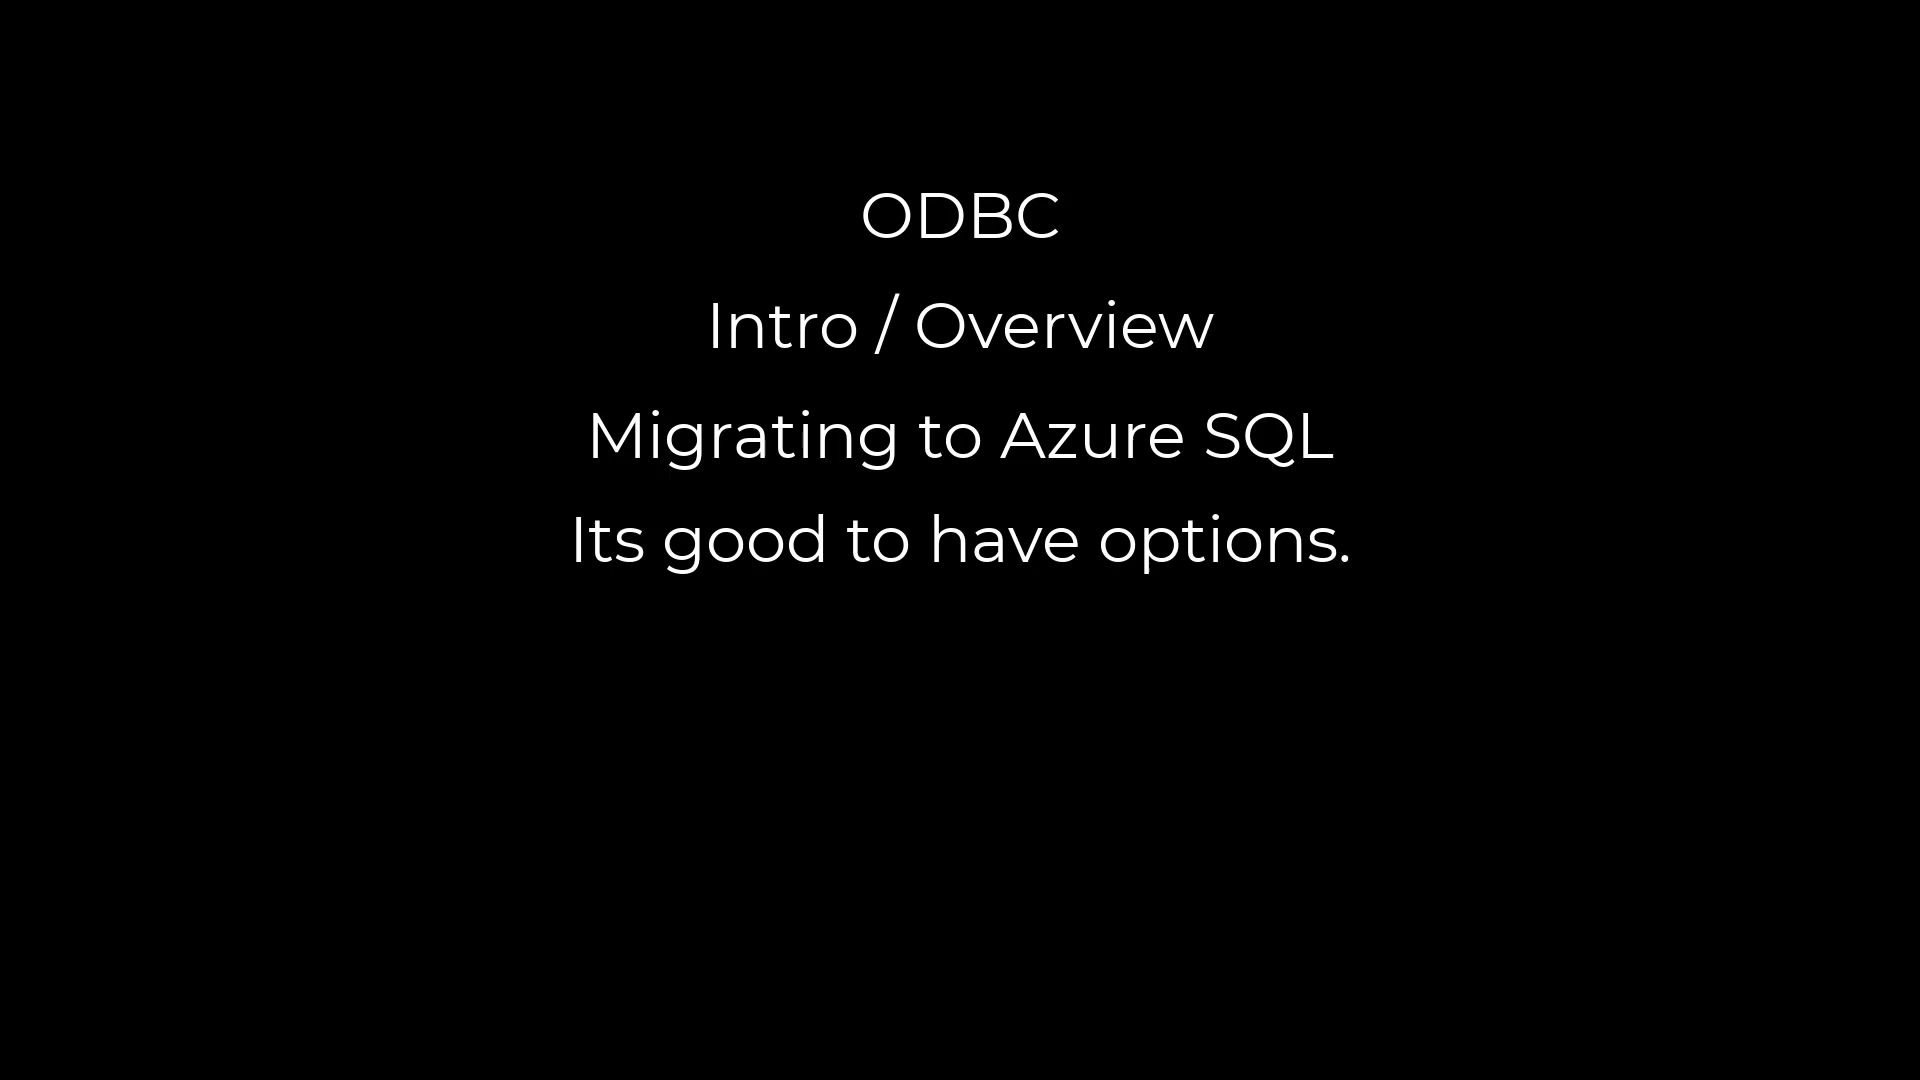 ODBC
Intro / Overview
Migrating to Azure SQL
Its good to have options.